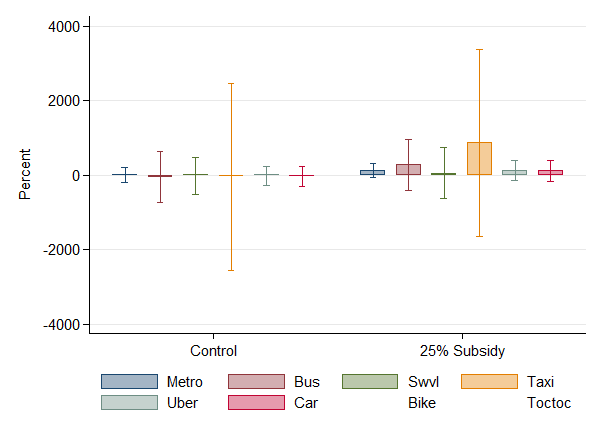 4000
2000
0
-2000
-4000
Percent
Control
25% Subsidy
Metro
Bus
Swvl
Taxi
Uber
Car
Bike
Toctoc